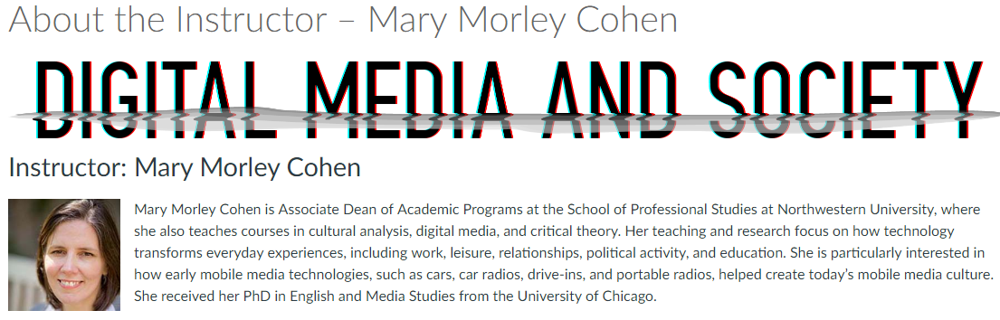 About the Instructor – Mary Morley Cohen
DIGITAL MEDIA AND SOCIETY
Instructor: Mary Morley Cohen
Mary Morley Cohen is Associate Dean of Academic Programs at the School of Professional Studies at Northwestern University, where
she also teaches courses in cultural analysis, digital media, and critical theory. Her teaching and research focus on how technology
transforms everyday experiences, including work, leisure, relationships, political activity, and education. She is particularly interested in
how early mobile media technologies, such as cars, car radios, drive-ins, and portable radios, helped create today’s mobile media culture.
She received her PhD in English and Media Studies from the University of Chicago.